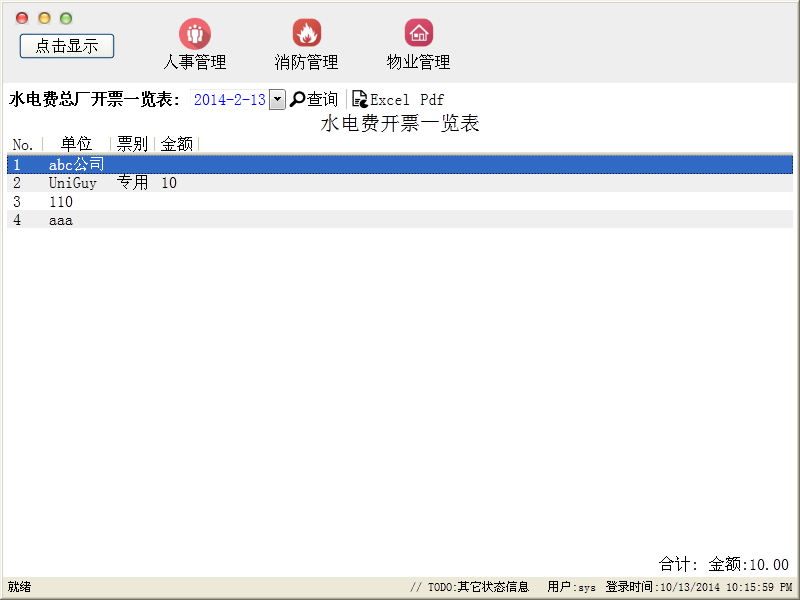 点击显示
人事管理 消防管理 物业管理
水电费总厂开票一览表: 2014-2-13 查询 Excel Pdf
水电费开票一览表
No. 单位 票别 金额
1 abc公司
2 UniGuy 专用 10
3 110
4 aaa
合计: 金额:10.00
就绪 // TODO:其它状态信息 用户:sys 登录时间:10/13/2014 10:15:59 PM